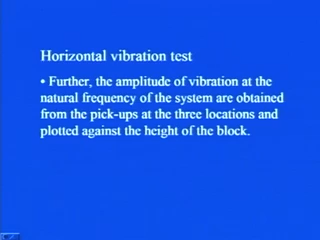 Horizontal vibration test
• Further, the amplitude of vibration at the
natural frequency of the system are obtained
from the pick-ups at the three locations and
plotted against the height of the block.